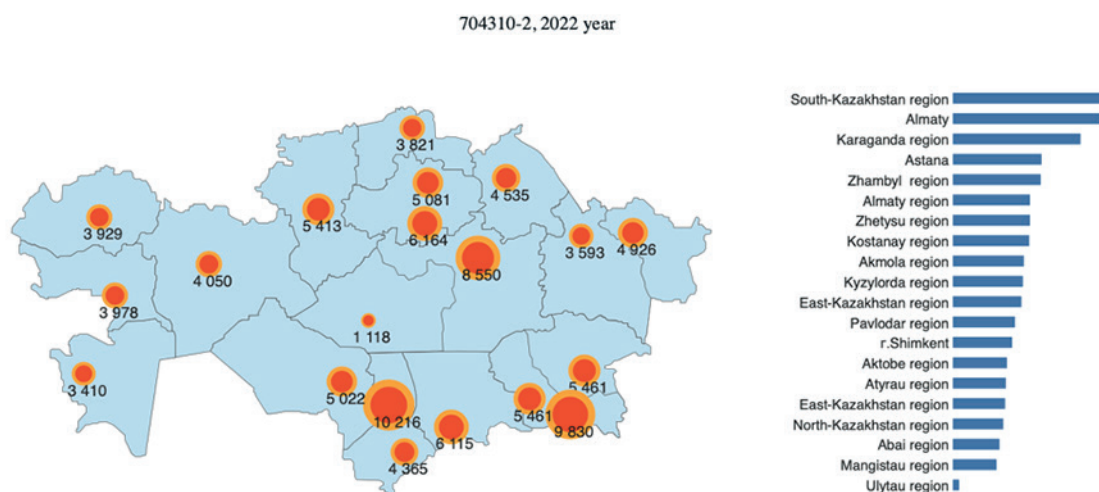 704310-2, 2022 year
3 821
5 081
4 535
5 413
6 164
3 929
3 593
4 926
8 550
4 050
3 978
1 118
3 410
5 022
10 216
5 461
5 461
9 830
6 115
4 365
South-Kazakhstan region
Almaty
Karaganda region
Astana
Zhambyl region
Almaty region
Zhetysu region
Kostanay region
Akmola region
Kyzylorda region
East-Kazakhstan region
Pavlodar region
г.Shimkent
Aktobe region
Atyrau region
East-Kazakhstan region
North-Kazakhstan region
Abai region
Mangistau region
Ulytau region